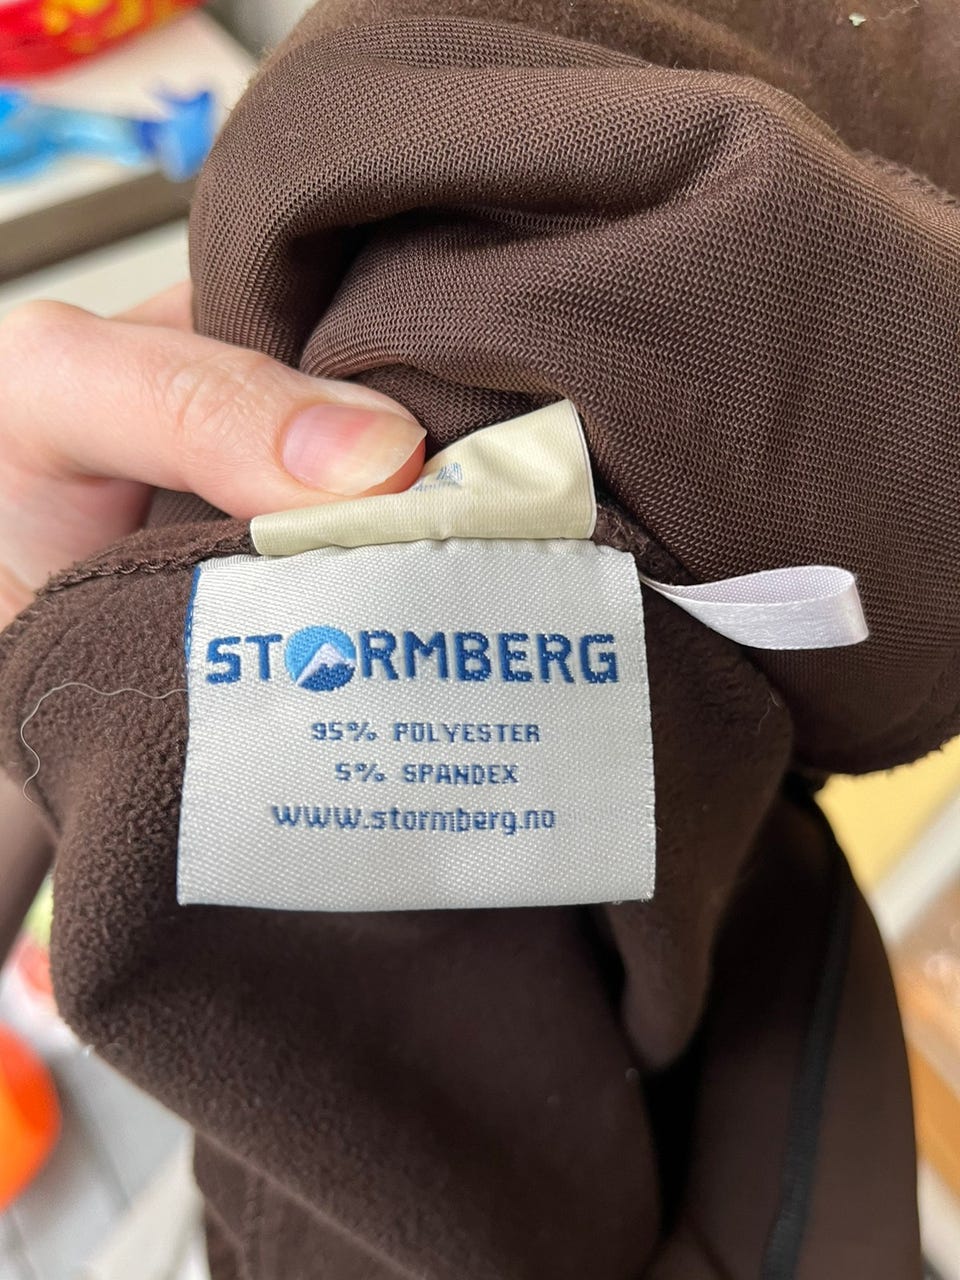 STORMBERG
95% POLYESTER
5% SPANDEX
www.stormberg.no